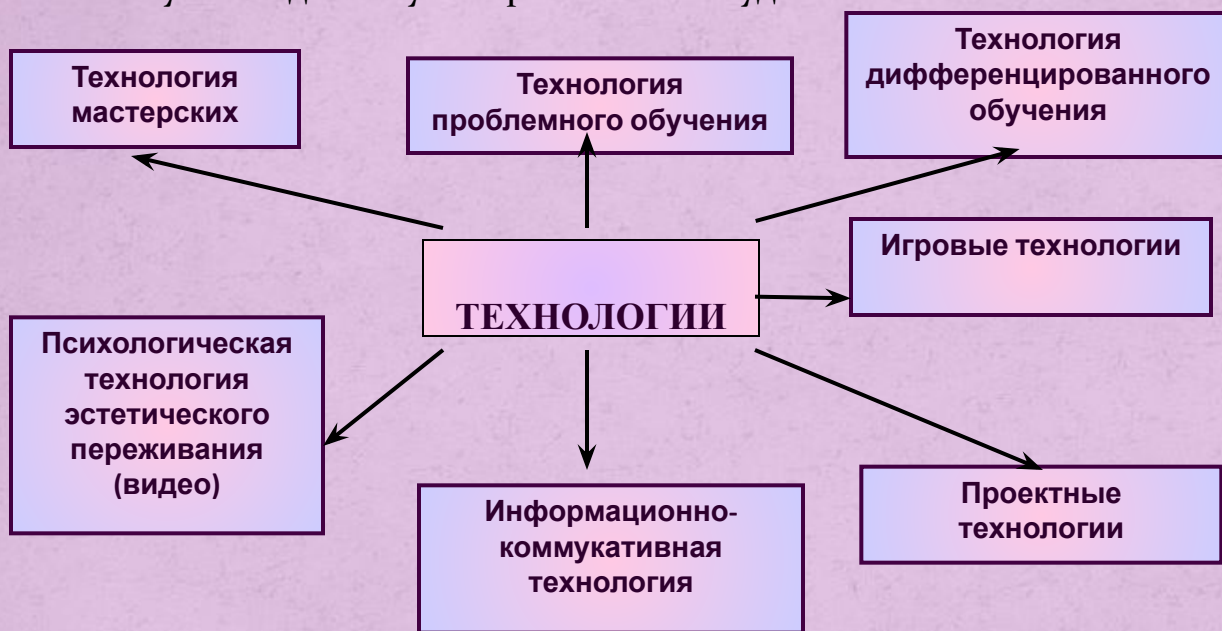 Технология
мастерских
Технология
проблемного обучения
Технология
дифференцированного
обучения
Игровые технологии
ТЕХНОЛОГИИ
Психологическая
технология
эстетического
переживания
(видео)
Информационно-
коммукативная
технология
Проектные
технологии